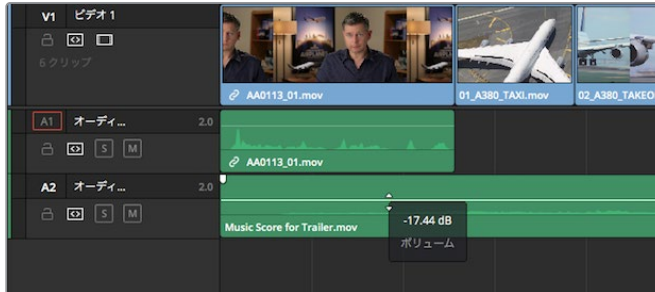 V1 ビデオ 1
6 クリップ
AA0113_01.mov
01_A380_TAXI.mov
02_A380_TAKEO
A1 オーディ... 2.0
S M
AA0113_01.mov
A2 オーディ... 2.0
S M
Music Score for Trailer.mov
-17.44 dB
ボリューム